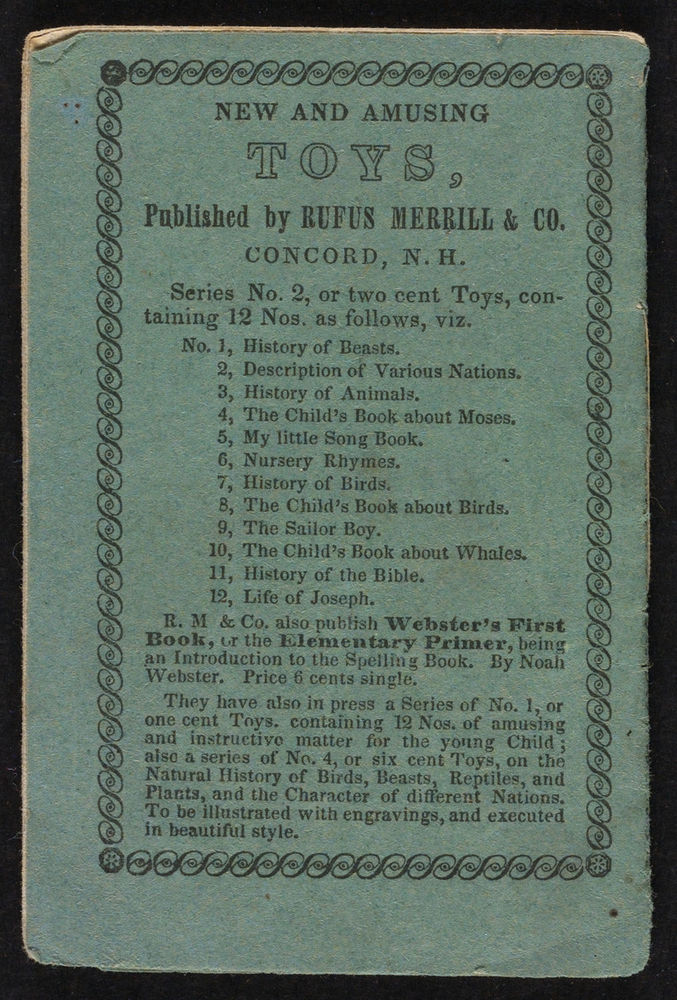 NEW AND AMUSING
TOYS,
Published by RUFUS MERRILL & CO.
CONCORD, N. H.
Series No. 2, or two cent Toys, con-
taining 12 Nos. as follows, viz.
No. 1, History of Beasts.
2, Description of Various Nations.
3, History of Animals.
4, The Child's Book about Moses.
5, My little Song Book.
6, Nursery Rhymes.
7, History of Birds.
8, The Child's Book about Birds.
9, The Sailor Boy.
10, The Child's Book about Whales.
11, History of the Bible.
12, Life of Joseph.
R. M & Co. also publish Webster's First
Book, or the Elementary Primer, being
an Introduction to the Spelling Book. By Noah
Webster. Price 6 cents single.
They have also in press a Series of No. 1, or
one cent Toys. containing 12 Nos. of amusing
and instructive matter for the young Child;
also a series of No. 4, or six cent Toys, on the
Natural History of Birds, Beasts, Reptiles, and
Plants, and the Character of different Nations.
To be illustrated with engravings, and executed
in beautiful style.